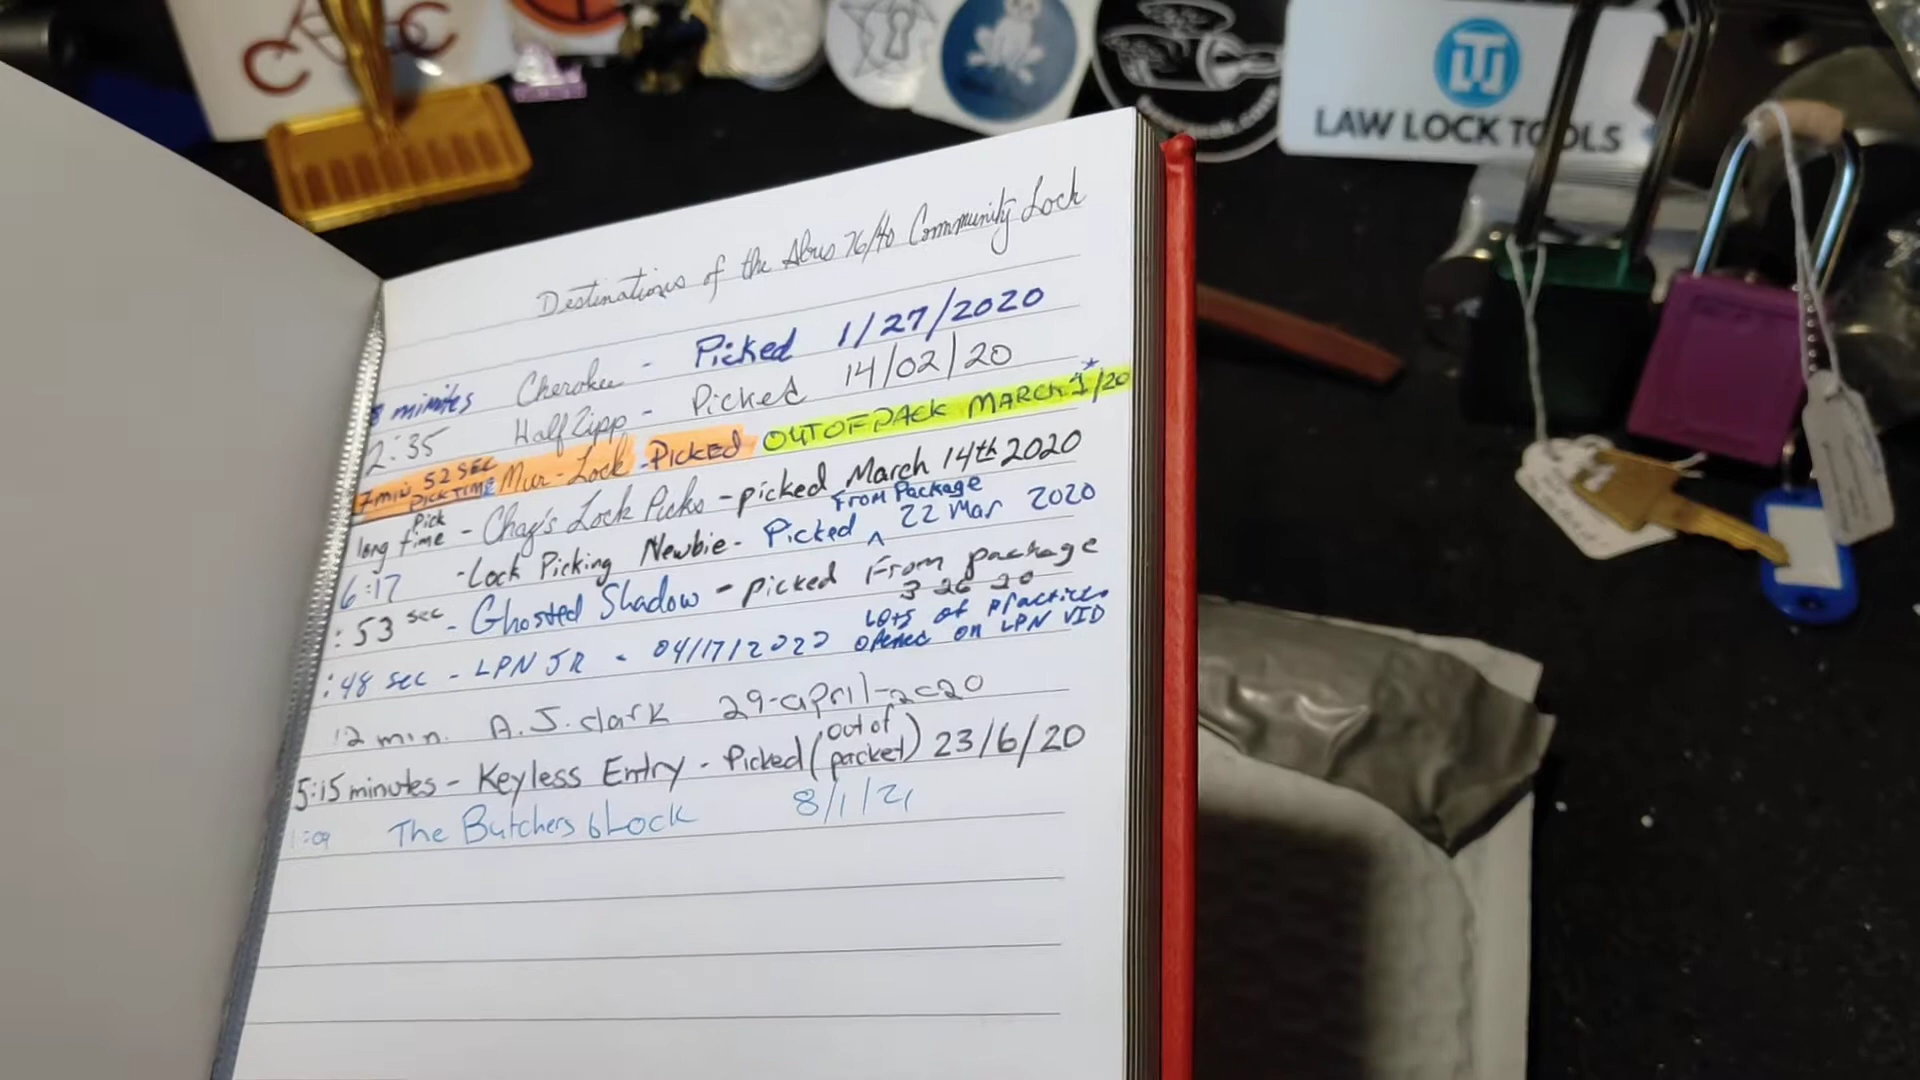 C C
LAW LOCK TOOLS
Destinations of the Abus 76/40 Community Lock
8 minutes Cherokee - Picked 1/27/2020
2:35 HalfZipp - Picked 14/02/20
7min 52 SEC PICK TIME Mur-Lock - PICKED OUT OF PACK MARCH 1*/20
long Pick time - Chay's Lock Picks - picked March 14th 2020
6:17 - Lock Picking Newbie - Picked ^ From Package 22 Mar 2020
:53 sec - Ghosted Shadow - picked From package 3 26 20
:48 sec - LPN JR - 04/17/2020 Lots of practice. opened on LPN VID
12 min. A.J. clark 29-april-2020
5:15 minutes - Keyless Entry - Picked (out of packet) 23/6/20
1:09 The Butchers bLock 8/1/21